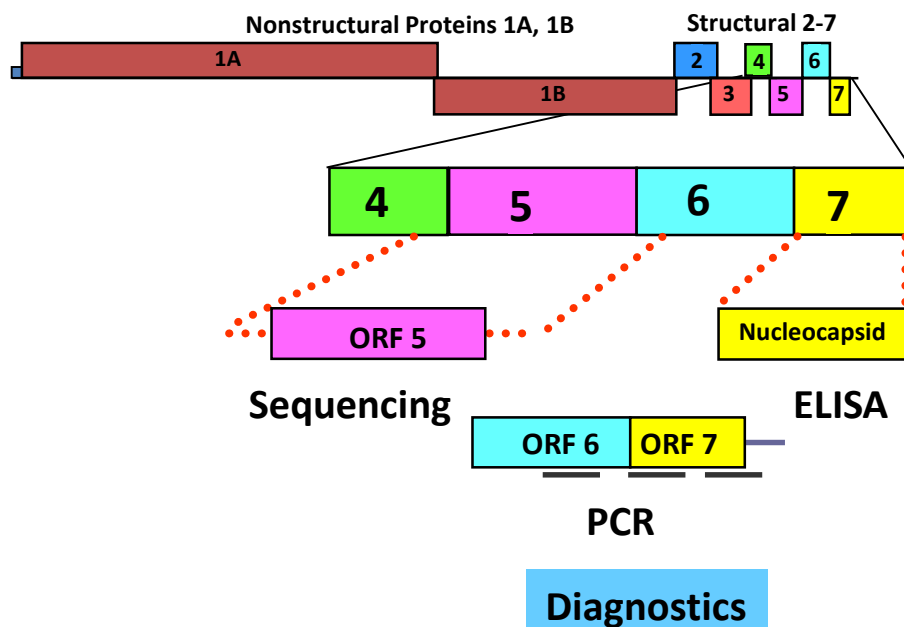 Nonstructural Proteins 1A, 1B
Structural 2-7
1A
2
4
6
1B
3
5
7
4
5
6
7
ORF 5
Nucleocapsid
Sequencing
ELISA
ORF 6
ORF 7
PCR
Diagnostics